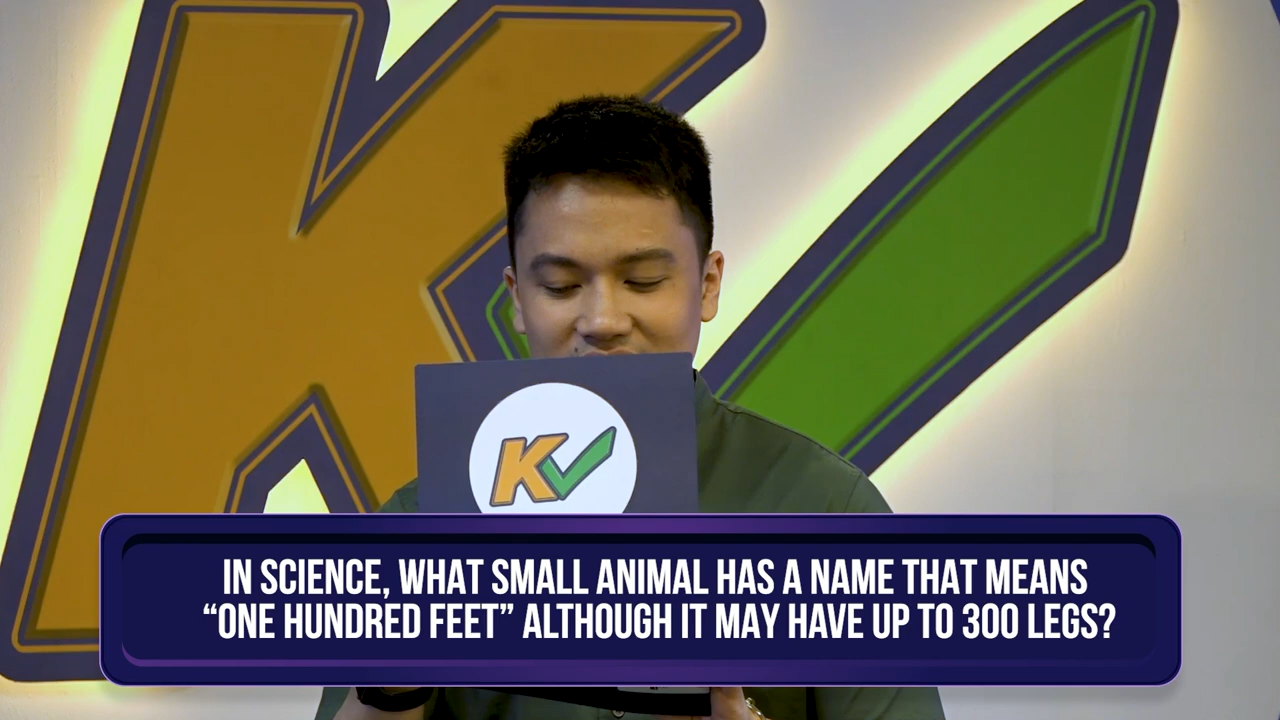 K
K
IN SCIENCE, WHAT SMALL ANIMAL HAS A NAME THAT MEANS
“ONE HUNDRED FEET” ALTHOUGH IT MAY HAVE UP TO 300 LEGS?